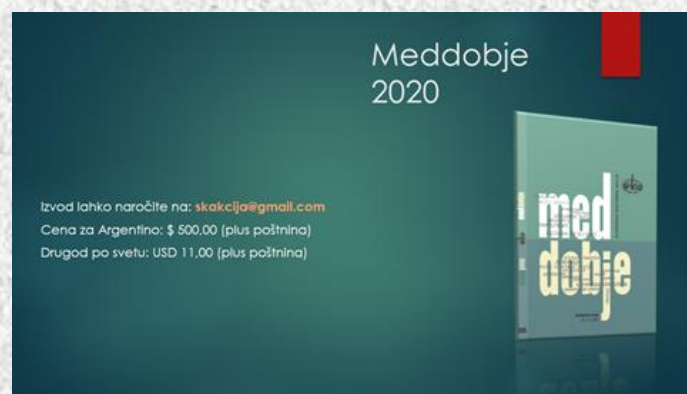 Meddobje
2020
Izvod lahko naročite na: skakcija@gmail.com
Cena za Argentino: $ 500,00 (plus poštnina)
Drugod po svetu: USD 11,00 (plus poštnina)
med
dobje